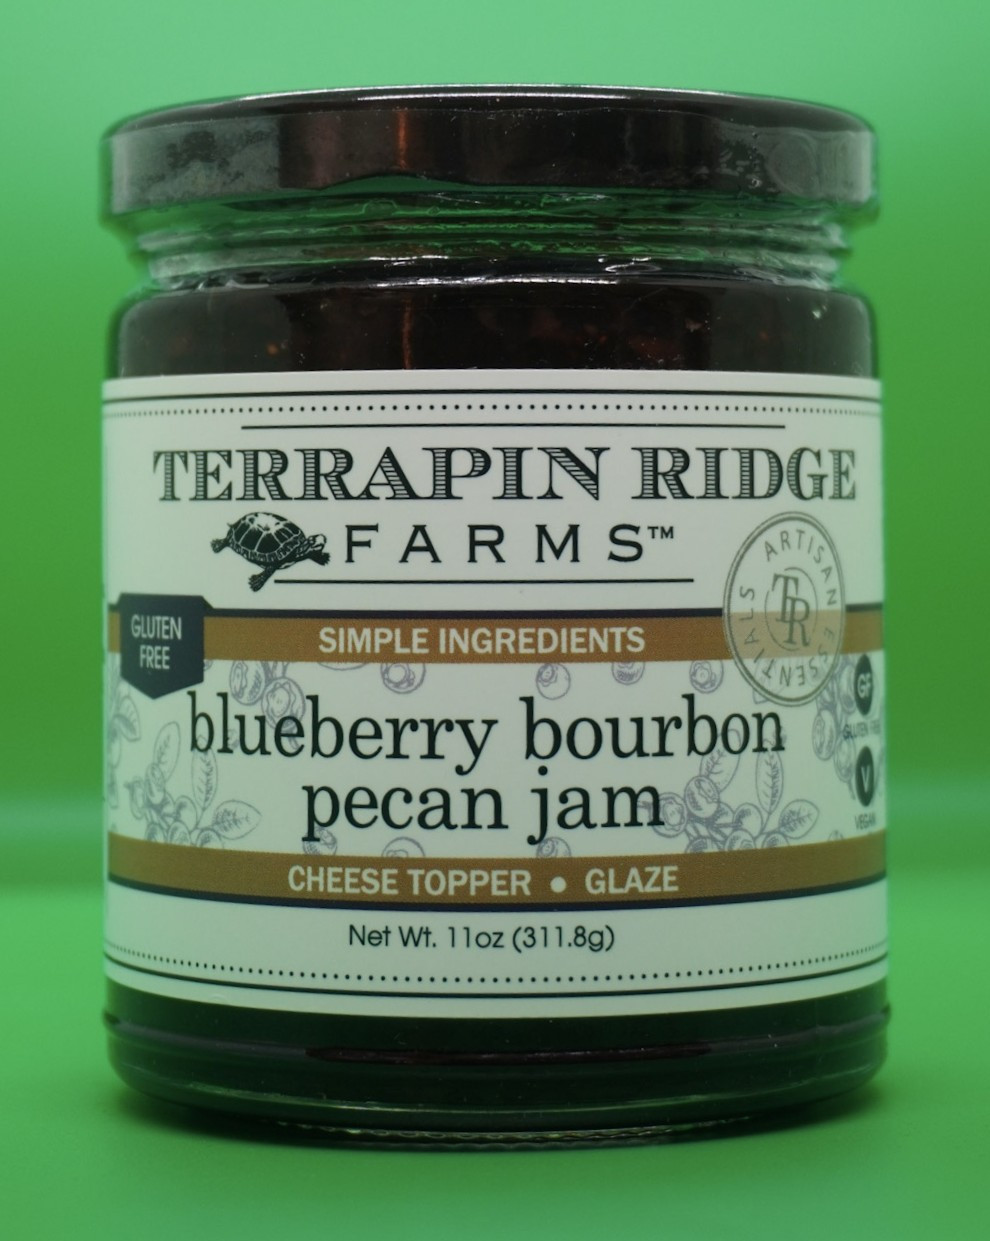 TERRAPIN RIDGE
FARMS™
ARTISAN ESSENTIALS
TR
GLUTEN
FREE
SIMPLE INGREDIENTS
GF
GLUTEN FREE
blueberry bourbon
pecan jam
V
VEGAN
CHEESE TOPPER • GLAZE
Net Wt. 11oz (311.8g)